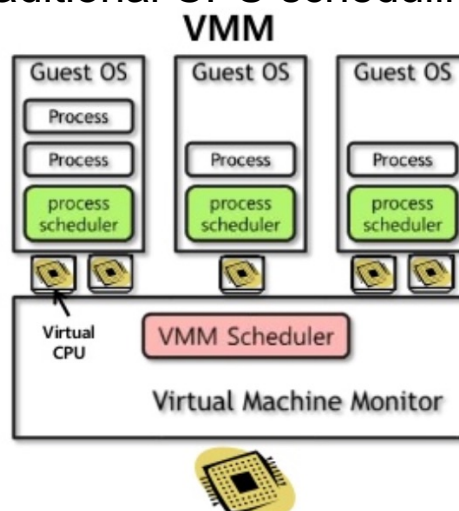 VMM
Guest OS
Process
Process
process
scheduler
Guest OS
Process
process
scheduler
Guest OS
Process
process
scheduler
Virtual
CPU
VMM Scheduler
Virtual Machine Monitor